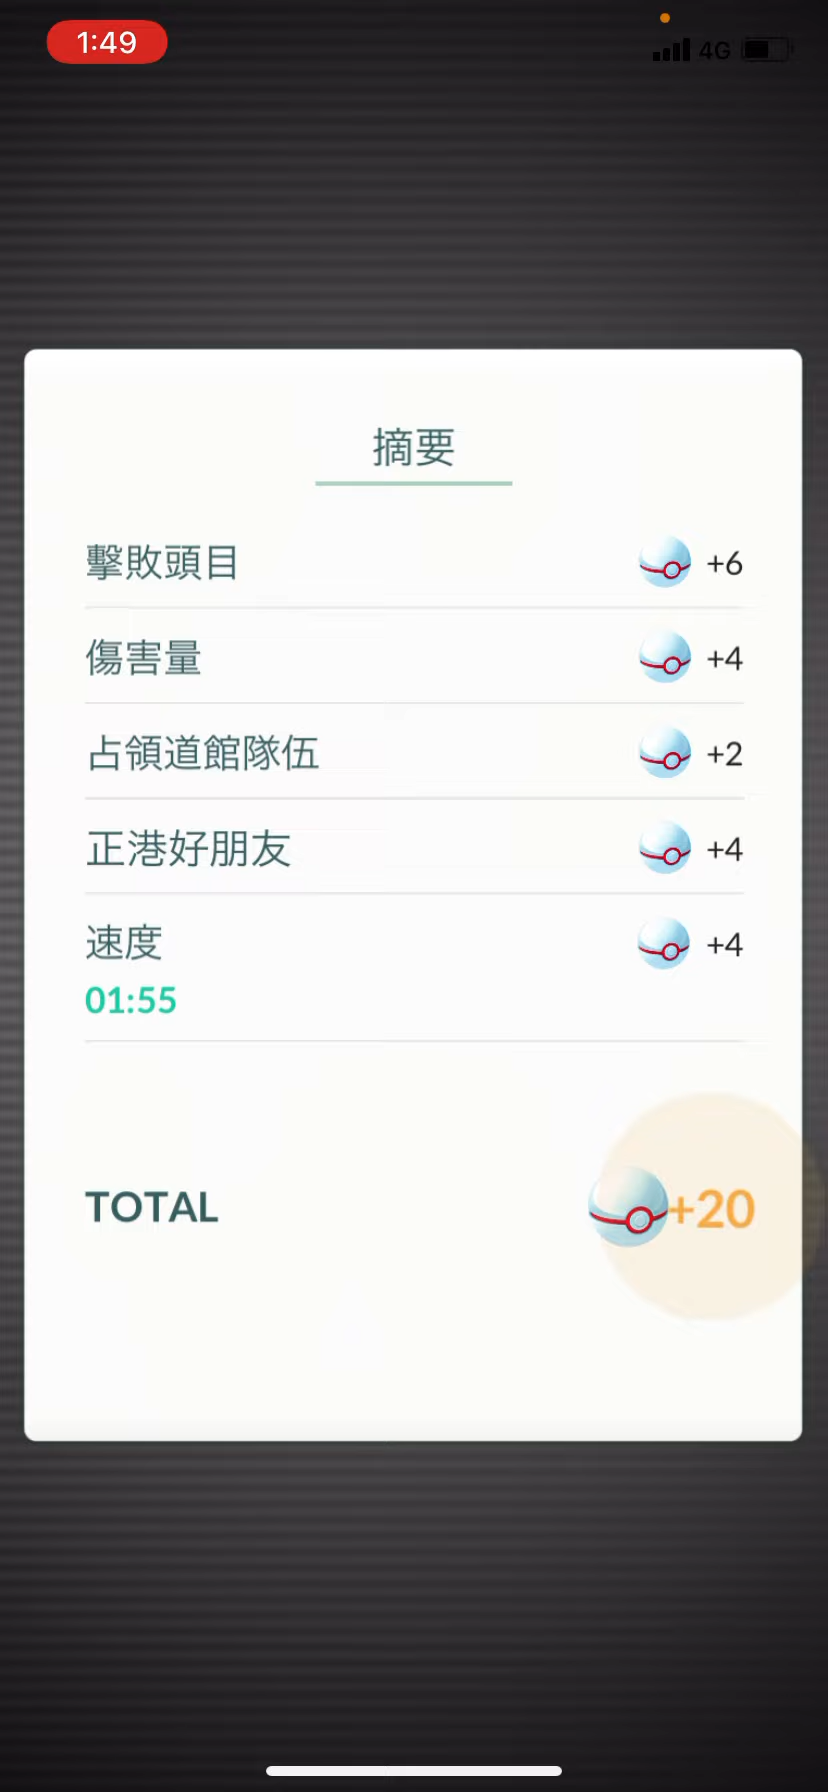 1:49
4G
摘要
擊敗頭目 +6
傷害量 +4
占領道館隊伍 +2
正港好朋友 +4
速度 +4
01:55
TOTAL +20